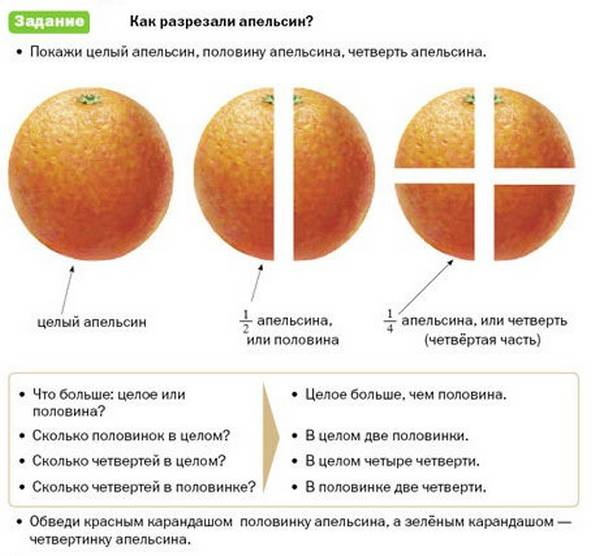 Задание Как разрезали апельсин?
• Покажи целый апельсин, половину апельсина, четверть апельсина.
целый апельсин
1/2 апельсина,
или половина
1/4 апельсина, или четверть
(четвёртая часть)
• Что больше: целое или
половина?
• Сколько половинок в целом?
• Сколько четвертей в целом?
• Сколько четвертей в половинке?
• Целое больше, чем половина.
• В целом две половинки.
• В целом четыре четверти.
• В половинке две четверти.
• Обведи красным карандашом половинку апельсина, а зелёным карандашом —
четвертинку апельсина.